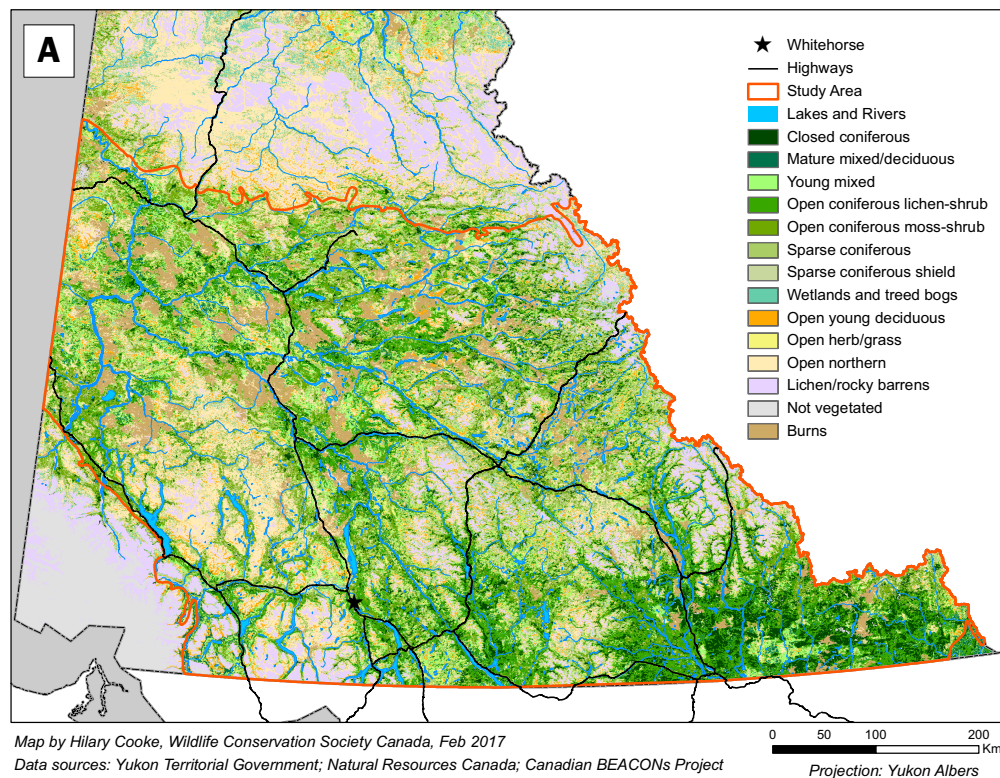 A
Whitehorse
Highways
Study Area
Lakes and Rivers
Closed coniferous
Mature mixed/deciduous
Young mixed
Open coniferous lichen-shrub
Open coniferous moss-shrub
Sparse coniferous
Sparse coniferous shield
Wetlands and treed bogs
Open young deciduous
Open herb/grass
Open northern
Lichen/rocky barrens
Not vegetated
Burns
Map by Hilary Cooke, Wildlife Conservation Society Canada, Feb 2017
Data sources: Yukon Territorial Government; Natural Resources Canada; Canadian BEACONs Project
0 50 100 200
Km
Projection: Yukon Albers